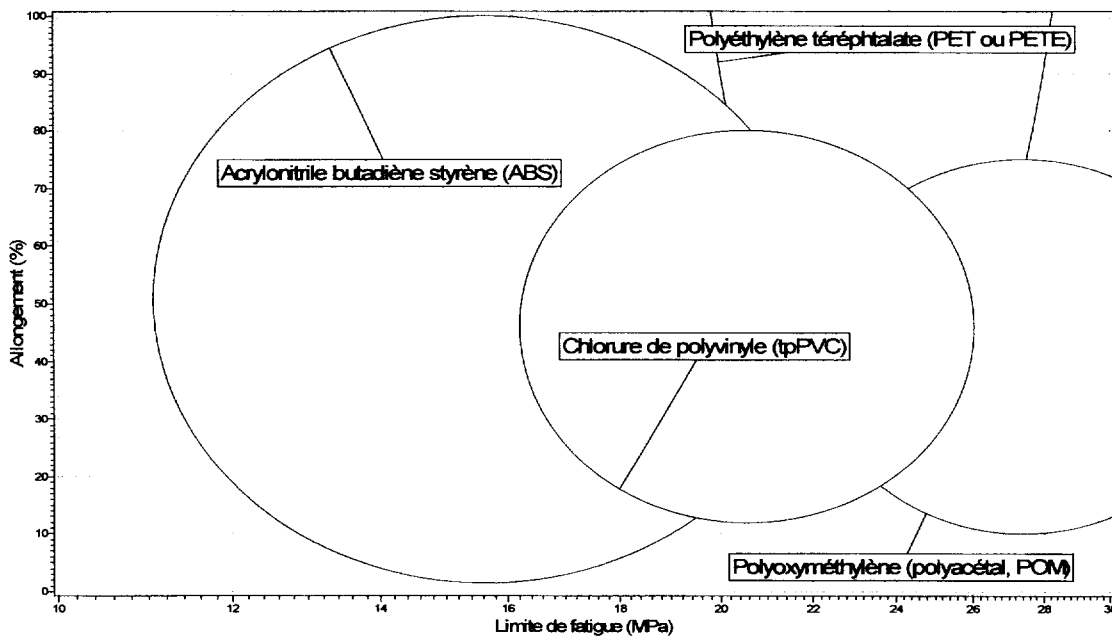 100
Polyéthylène téréphtalate (PET ou PETE)
90
80
Acrylonitrile butadiène styrène (ABS)
70
60
Allongement (%)
50
Chlorure de polyvinyle (tpPVC)
40
30
20
10
Polyoxyméthylène (polyacétal, POM)
0
10 12 14 16 18 20 22 24 26 28 30
Limite de fatigue (MPa)